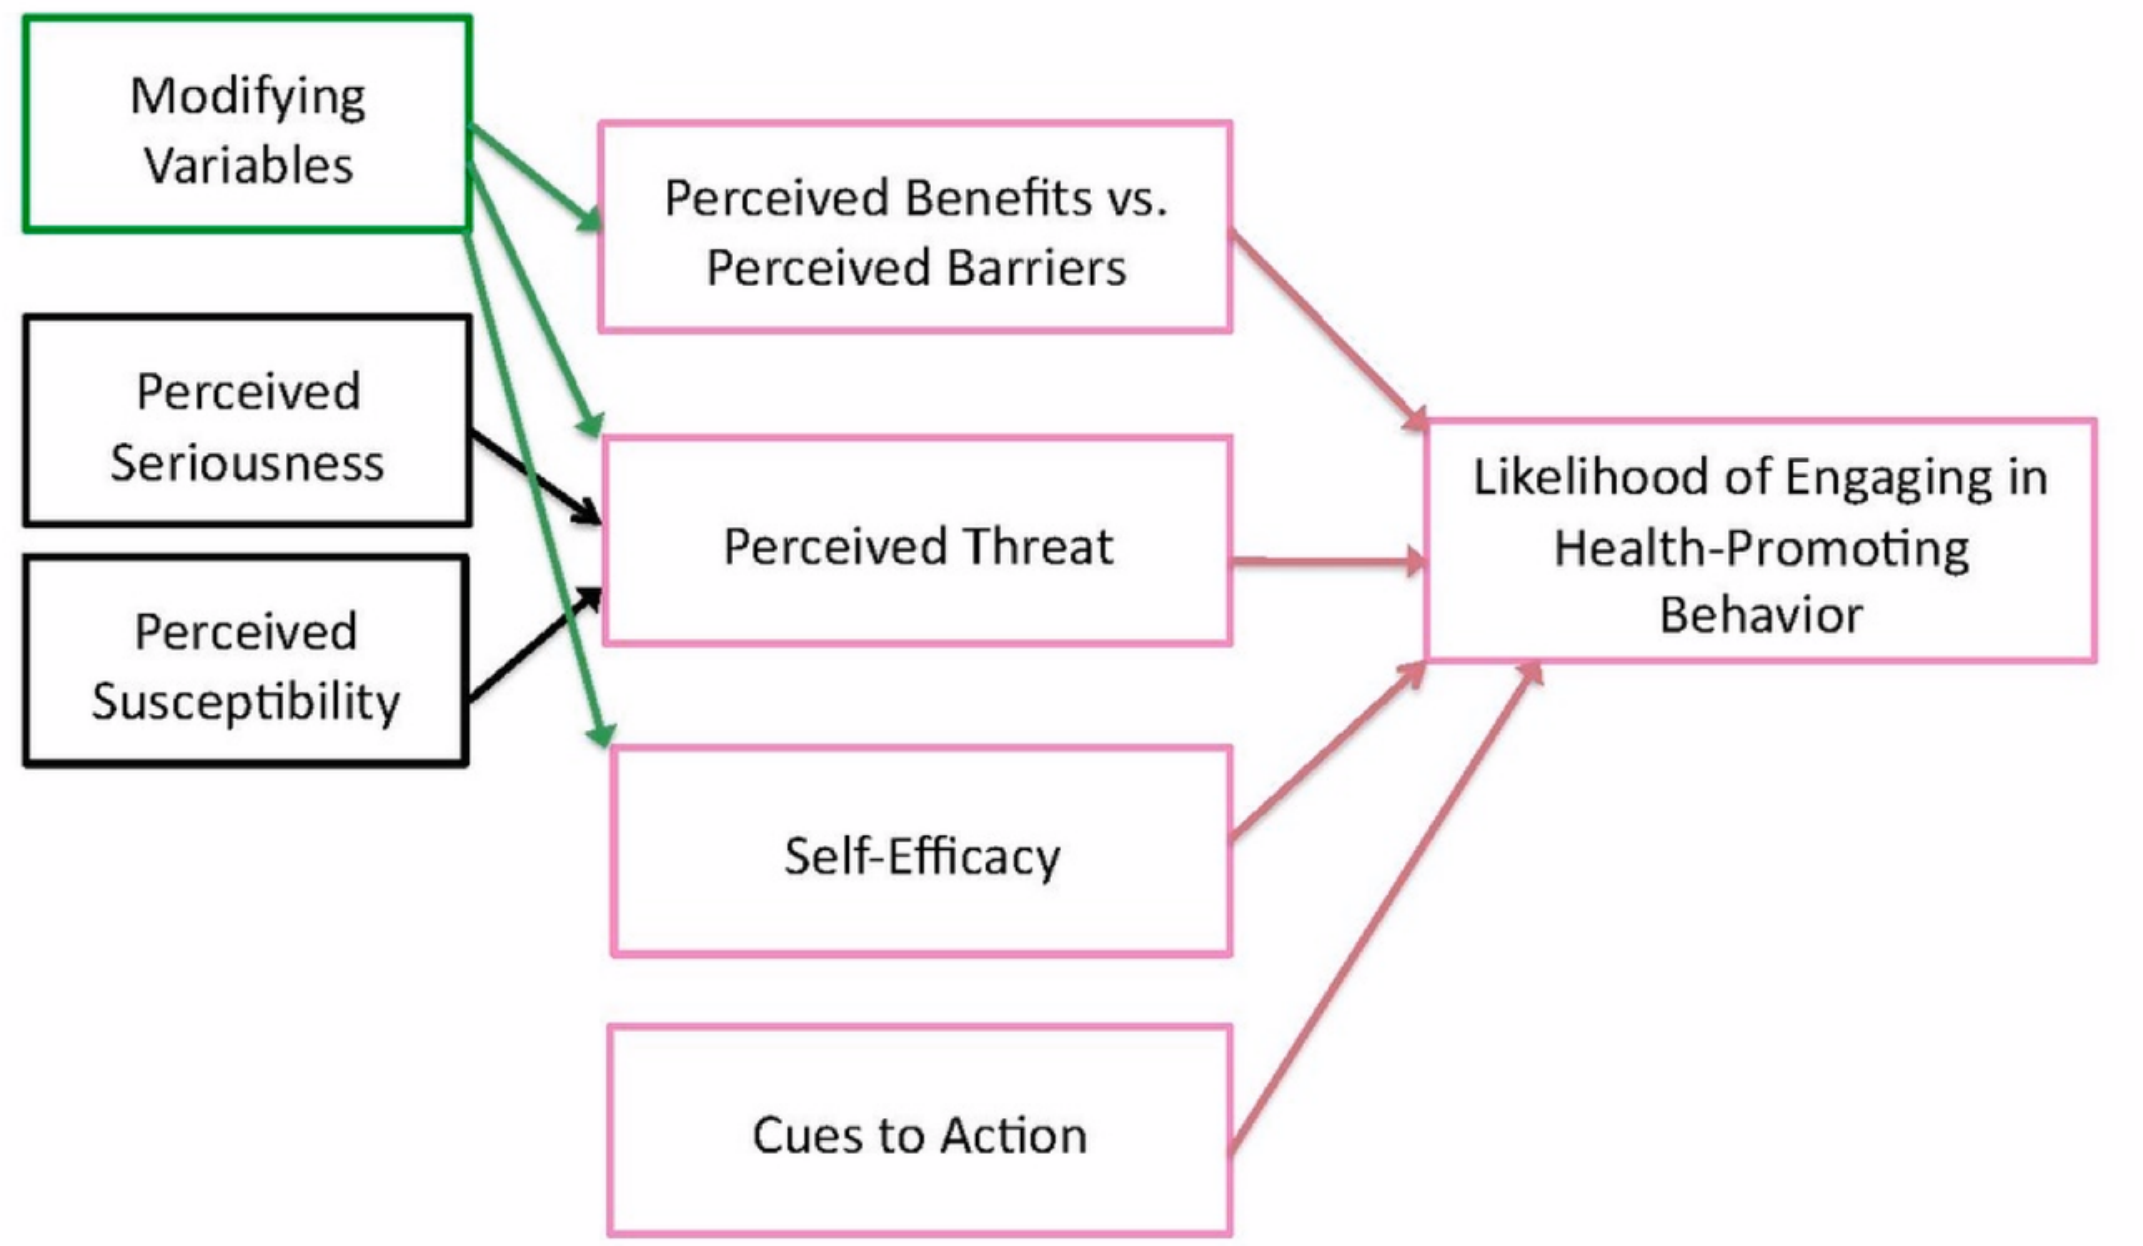 Modifying
Variables
Perceived Benefits vs.
Perceived Barriers
Perceived
Seriousness
Perceived Threat
Likelihood of Engaging in
Health-Promoting
Behavior
Perceived
Susceptibility
Self-Efficacy
Cues to Action